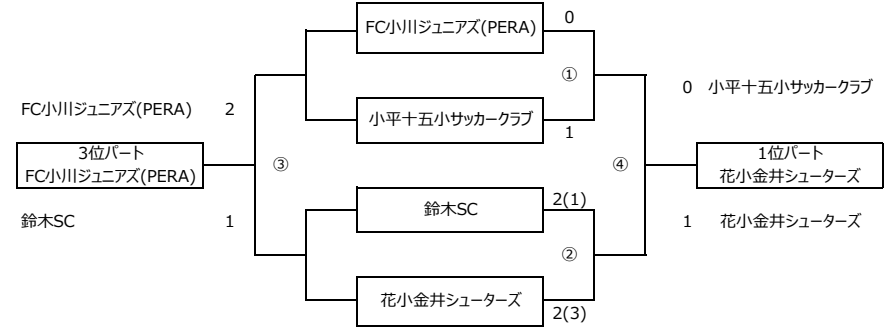 FC小川ジュニアズ(PERA) 0
①
小平十五小サッカークラブ 1
FC小川ジュニアズ(PERA) 2
3位パート
FC小川ジュニアズ(PERA)
③
鈴木SC 1
鈴木SC 2(1)
②
花小金井シューターズ 2(3)
④
0 小平十五小サッカークラブ
1位パート
花小金井シューターズ
1 花小金井シューターズ